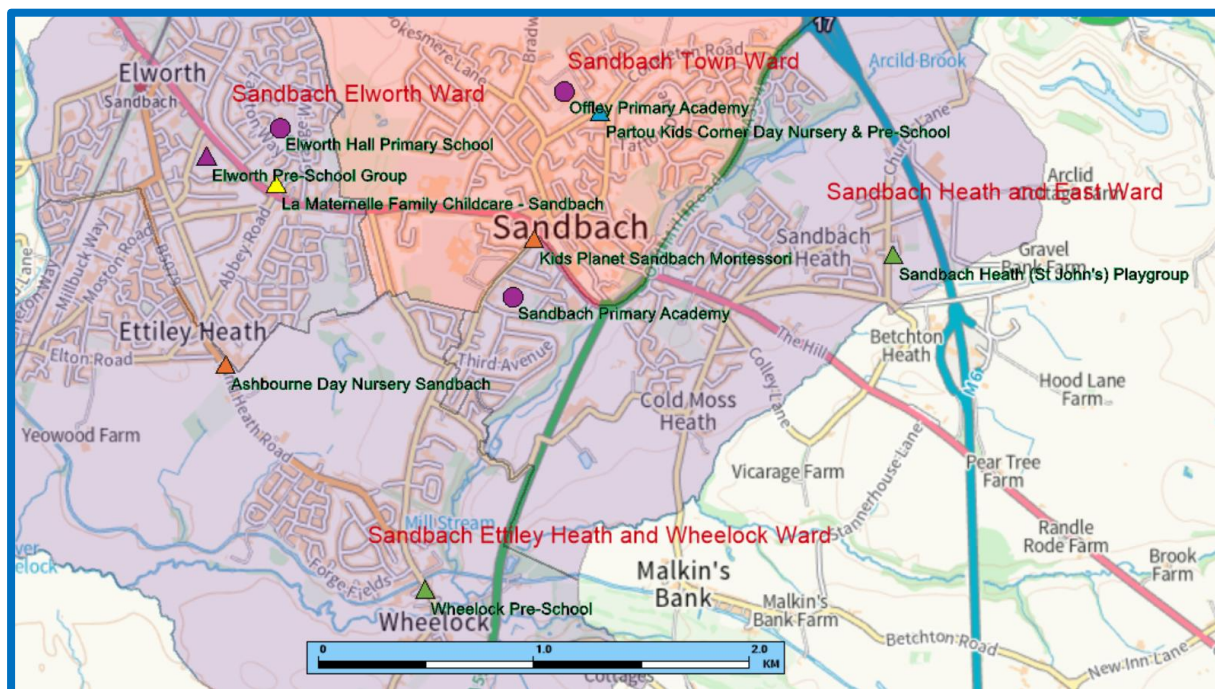 17
Sandbach Town Ward
Arclid Brook
Elworth
Sandbach
Sandbach Elworth Ward
Offley Primary Academy
Partou Kids Corner Day Nursery & Pre-School
Church Lane
Elworth Hall Primary School
Elworth Pre-School Group
La Maternelle Family Childcare - Sandbach
Sandbach Heath and East Ward
Arclid
Sandbach
Kids Planet Sandbach Montessori
Sandbach
Heath
Gravel
Bank Farm
Sandbach Heath (St John's) Playgroup
Abbey Road
Millbuck Way
Moston Road
B5079
Sandbach Primary Academy
Ettiley Heath
Elton Road
Third Avenue
The Hill
Betchton
Heath
M6
Hood Lane
Farm
Ashbourne Day Nursery Sandbach
Colley Lane
Cold Moss
Heath
Yeowood Farm
Heath Road
Vicarage Farm
Stannerhouse Lane
Pear Tree
Farm
Mill Stream
Sandbach Ettiley Heath and Wheelock Ward
Randle
Rode Farm
Forge Fields
Malkin's
Bank
Brook
Farm
Wheelock Pre-School
Wheelock
Malkin's
Bank Farm
Betchton Road
New Inn Lane
0 1.0 2.0
KM
Cottages